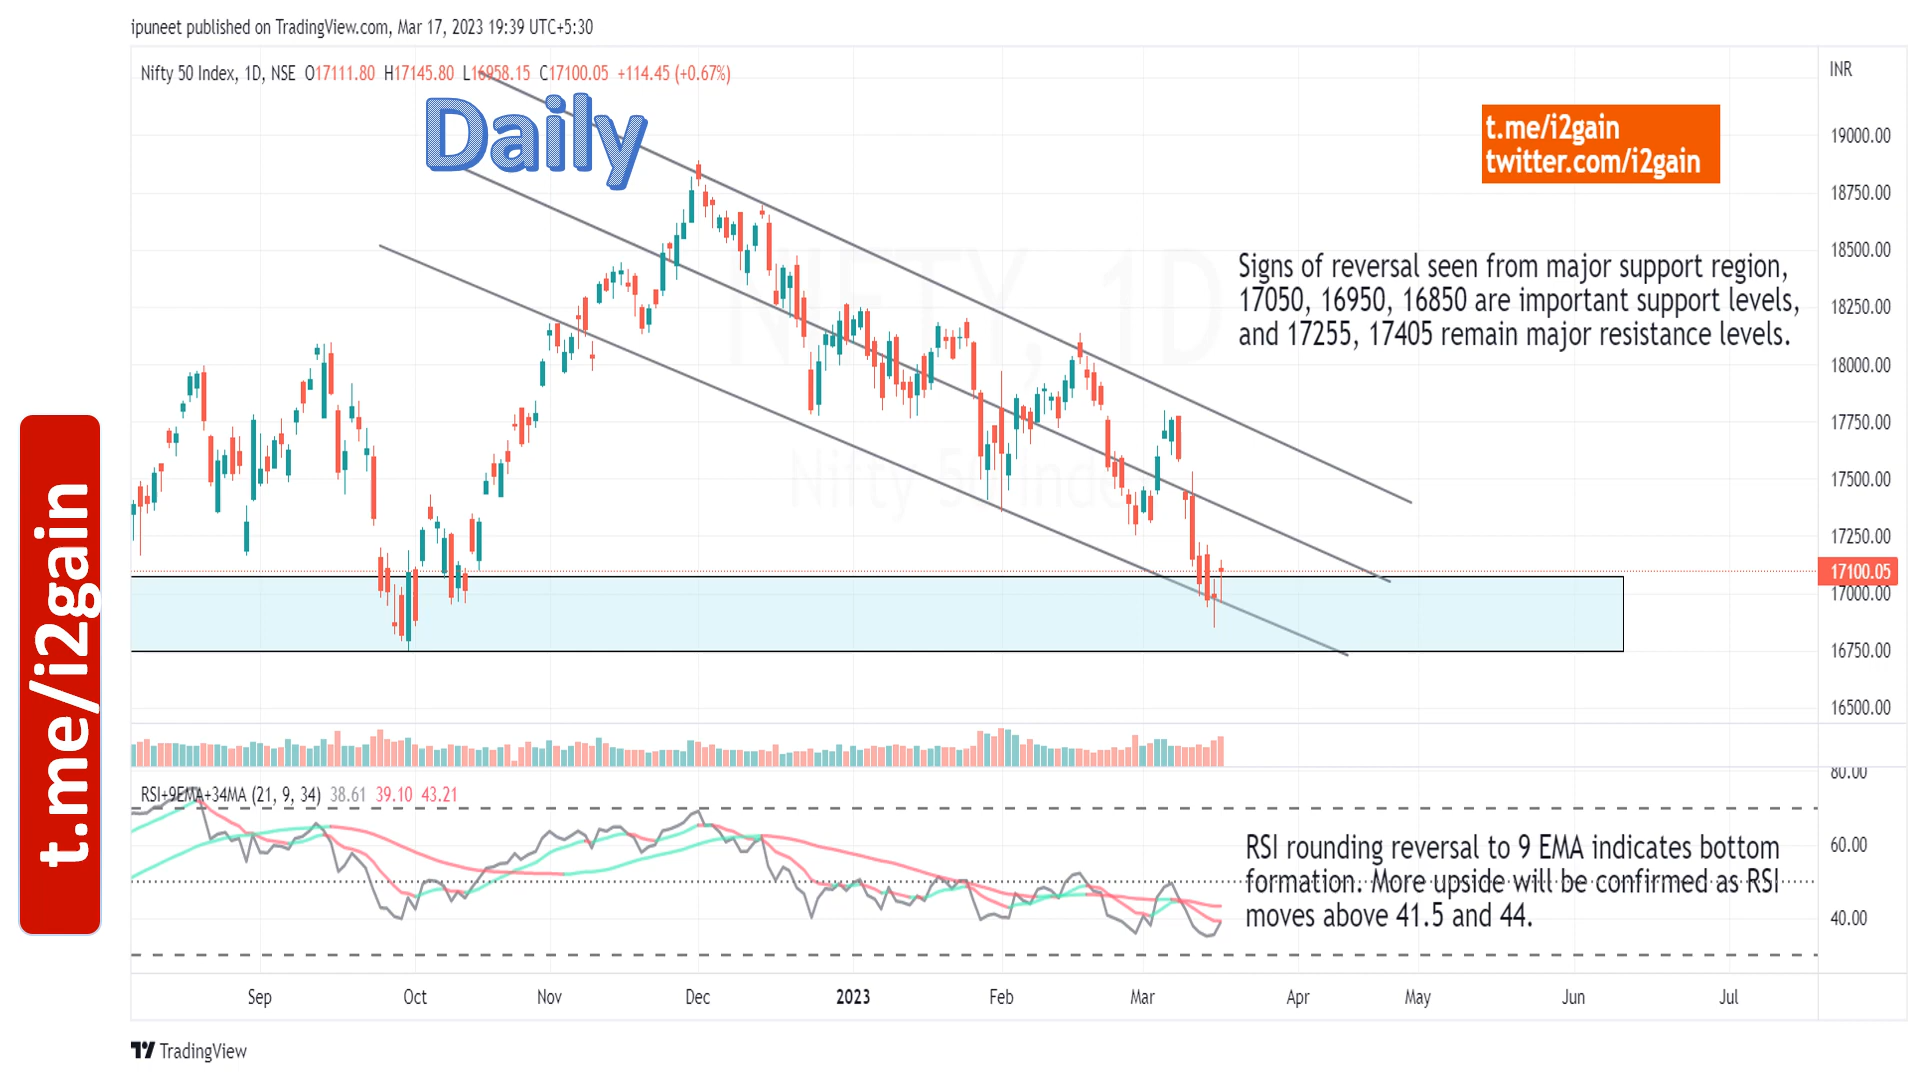 ipuneet published on TradingView.com, Mar 17, 2023 19:39 UTC+5:30
Nifty 50 Index, 1D, NSE O17111.80 H17145.80 L16958.15 C17100.05 +114.45 (+0.67%)
INR
Daily
t.me/i2gain
twitter.com/i2gain
NIFTY, 1D
Nifty 50 Index
Signs of reversal seen from major support region,
17050, 16950, 16850 are important support levels,
and 17255, 17405 remain major resistance levels.
19000.00
18750.00
18500.00
18250.00
18000.00
17750.00
17500.00
17250.00
17100.05
17000.00
16750.00
16500.00
t.me/i2gain
RSI+9EMA+34MA (21, 9, 34) 38.61 39.10 43.21
RSI rounding reversal to 9 EMA indicates bottom
formation. More upside will be confirmed as RSI
moves above 41.5 and 44.
80.00
60.00
40.00
Sep Oct Nov Dec 2023 Feb Mar Apr May Jun Jul
TradingView